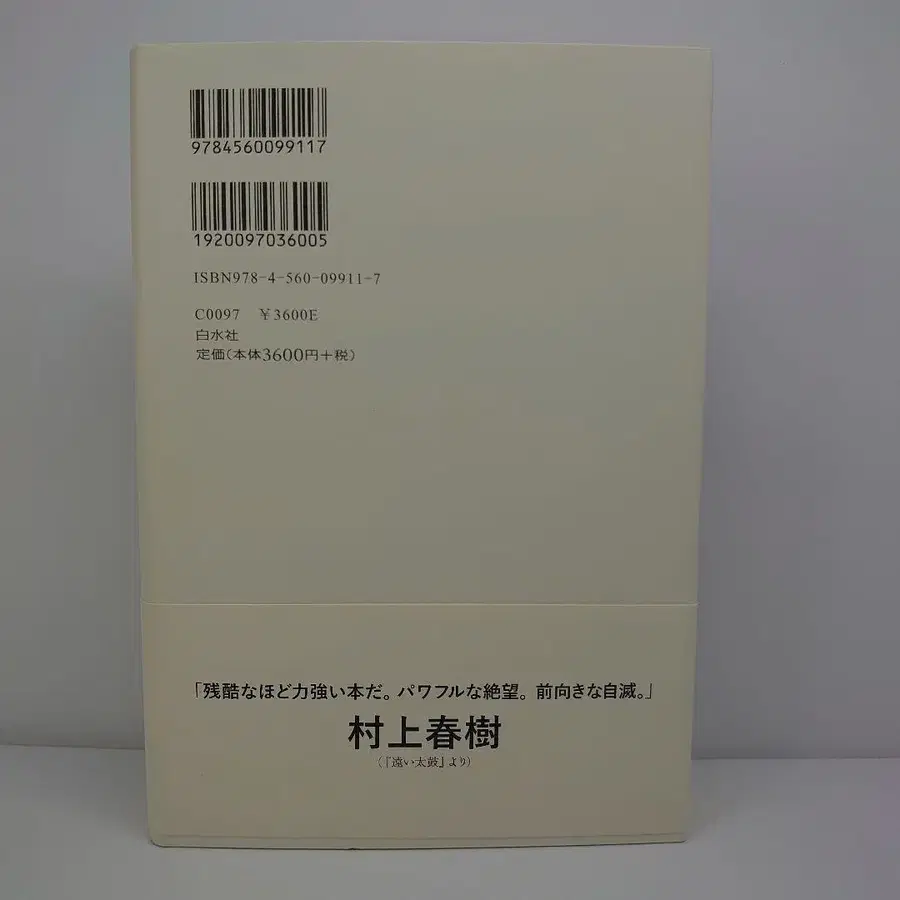 9784560099117
1920097036005
ISBN978-4-560-09911-7
C0097 ¥3600E
白水社
定価(本体3600円+税)
「残酷なほど力強い本だ。パワフルな絶望。前向きな自滅。」
村上春樹
(『遠い太鼓』より)